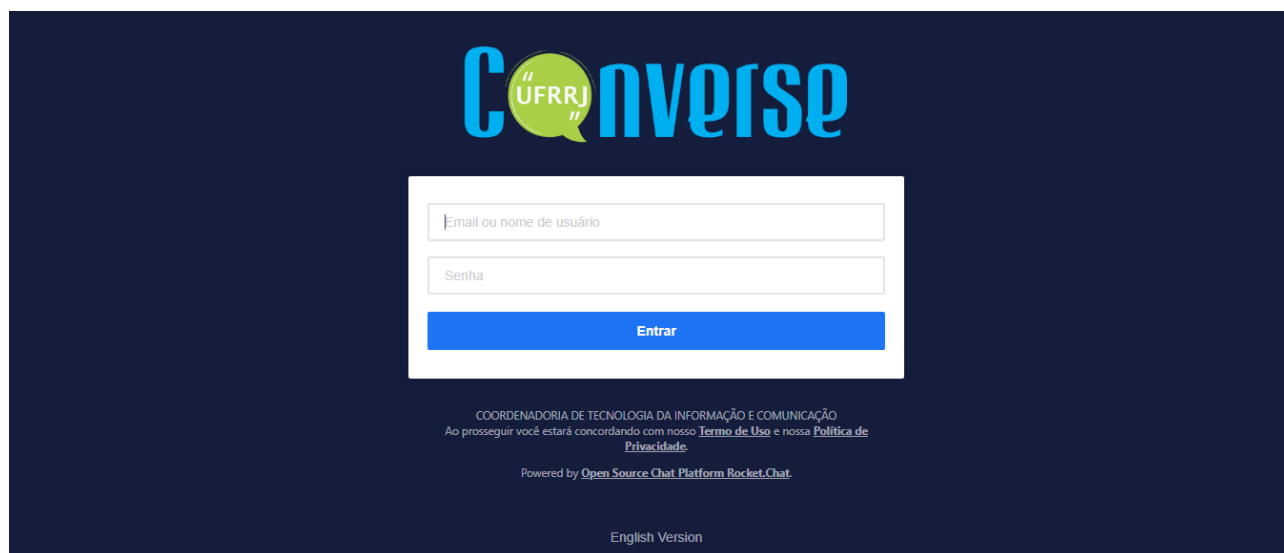 Converse
"UFRRJ"
Email ou nome de usuário
Senha
Entrar
COORDENADORIA DE TECNOLOGIA DA INFORMAÇÃO E COMUNICAÇÃO
Ao prosseguir você estará concordando com nosso Termo de Uso e nossa Política de
Privacidade.
Powered by Open Source Chat Platform Rocket.Chat.
English Version